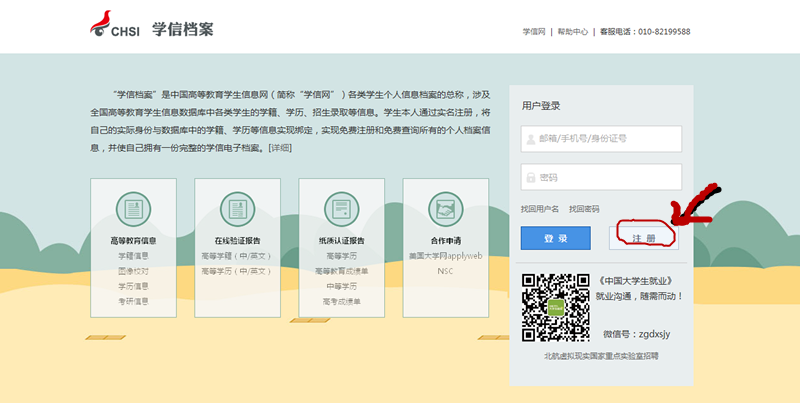 CHSI 学信档案
学信网 | 帮助中心 | 客服电话：010-82199588
“学信档案”是中国高等教育学生信息网（简称“学信网”）各类学生个人信息档案的总称，涉及
全国高等教育学生信息数据库中各类学生的学籍、学历、招生录取等信息。学生本人通过实名注册，将
自己的实际身份与数据库中的学籍、学历等信息实现绑定，实现免费注册和免费查询所有的个人档案信
息，并使自己拥有一份完整的学信电子档案。[详细]
高等教育信息
学籍信息
图像校对
学历信息
考研信息
在线验证报告
高等学籍（中/英文）
高等学历（中/英文）
纸质认证报告
高等学历
高等教育成绩单
中等学历
高考成绩单
合作申请
美国大学网applyweb
NSC
用户登录
邮箱/手机号/身份证号
密码
找回用户名 找回密码
登 录 注 册
《中国大学生就业》
就业沟通，随需而动！
微信号：zgdxsjy
北航虚拟现实国家重点实验室招聘